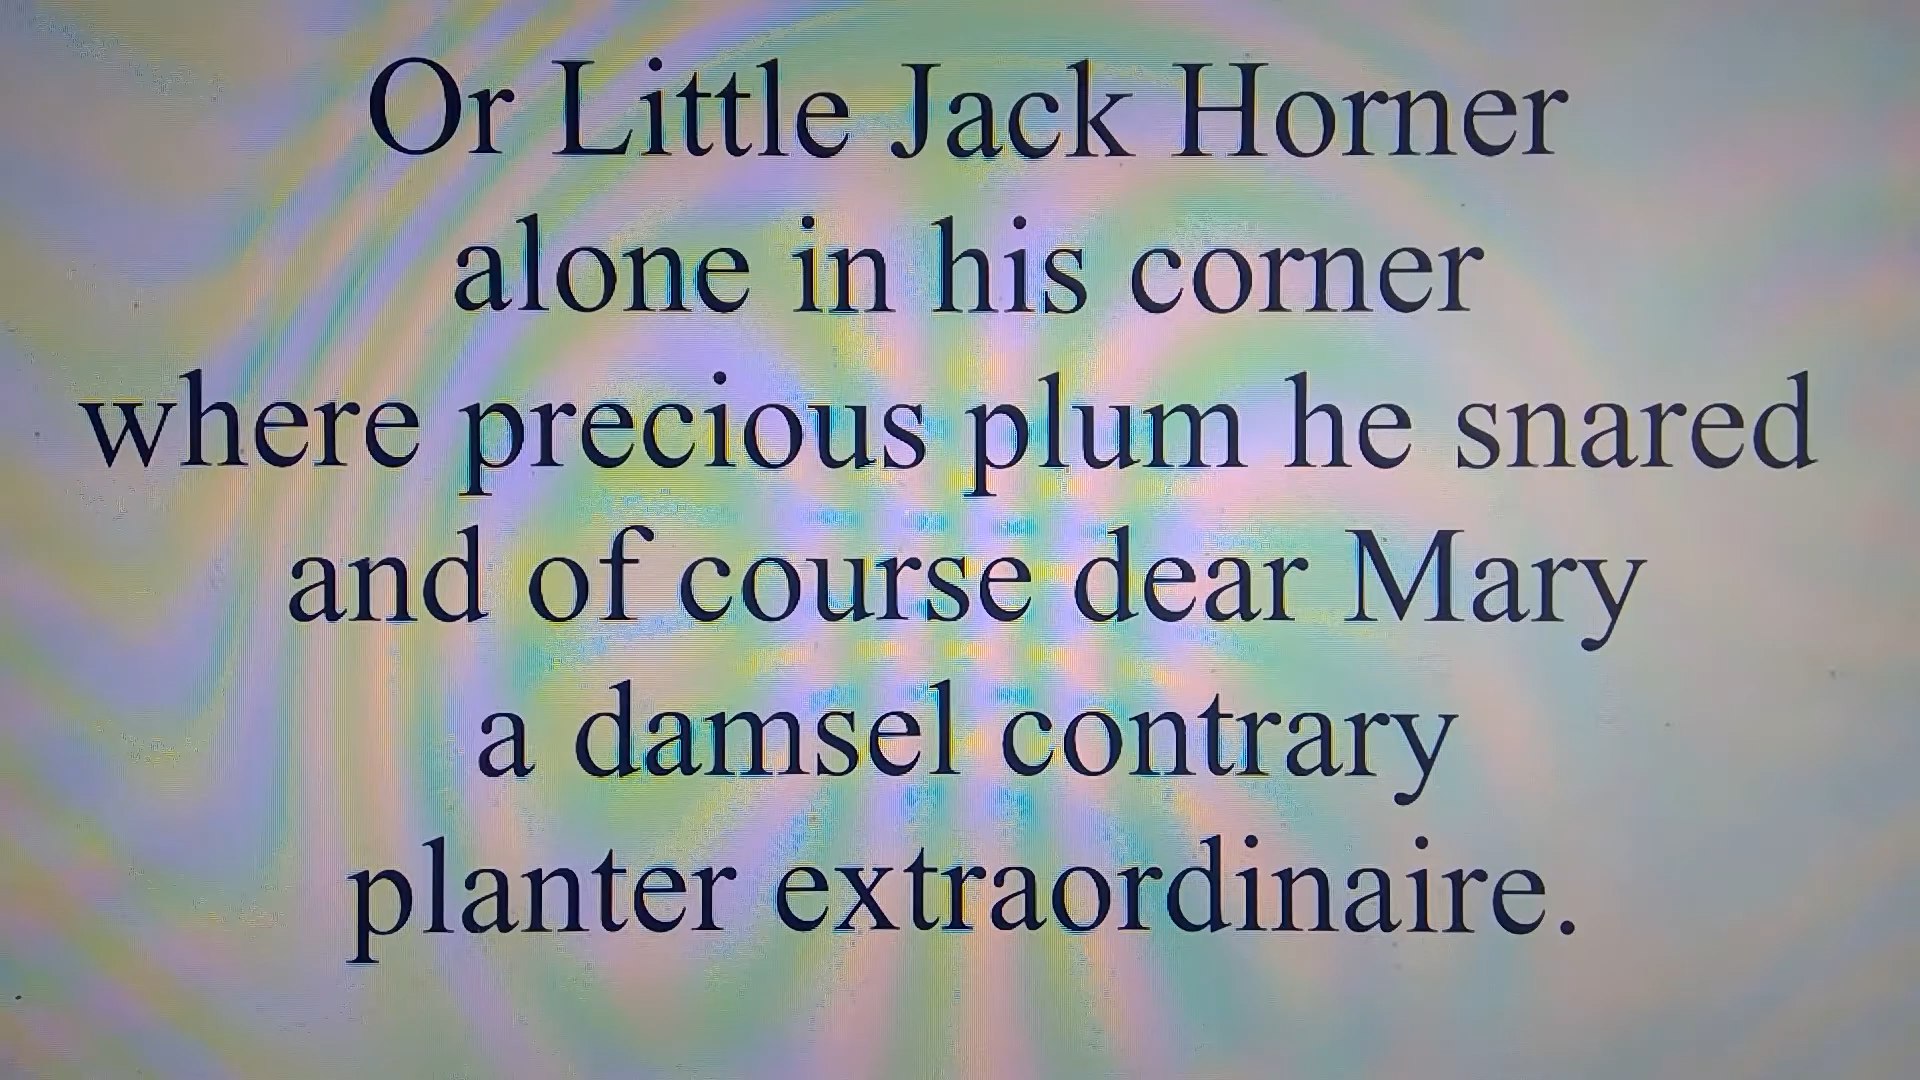 Or Little Jack Horner
alone in his corner
where precious plum he snared
and of course dear Mary
a damsel contrary
planter extraordinaire.